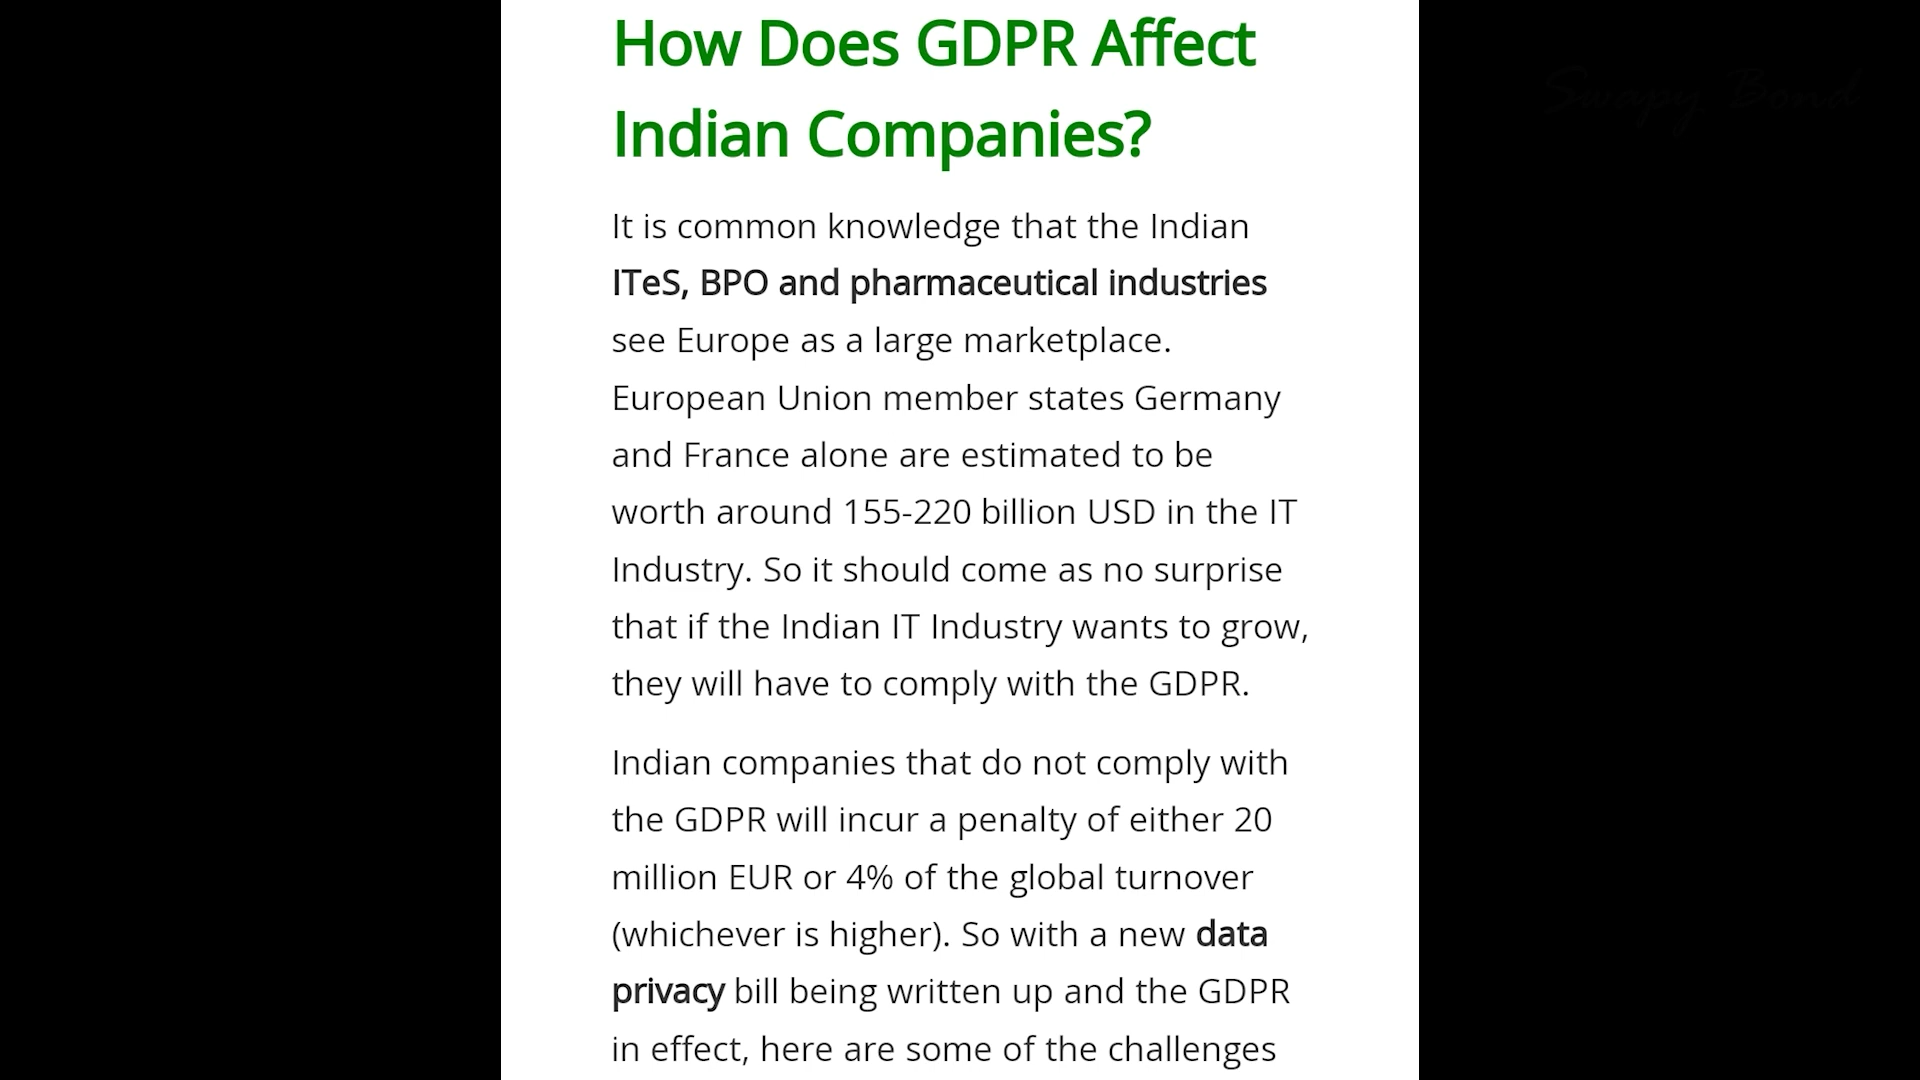 How Does GDPR Affect
Indian Companies?
It is common knowledge that the Indian
ITeS, BPO and pharmaceutical industries
see Europe as a large marketplace.
European Union member states Germany
and France alone are estimated to be
worth around 155-220 billion USD in the IT
Industry. So it should come as no surprise
that if the Indian IT Industry wants to grow,
they will have to comply with the GDPR.
Indian companies that do not comply with
the GDPR will incur a penalty of either 20
million EUR or 4% of the global turnover
(whichever is higher). So with a new data
privacy bill being written up and the GDPR
in effect, here are some of the challenges
Swapy Bond